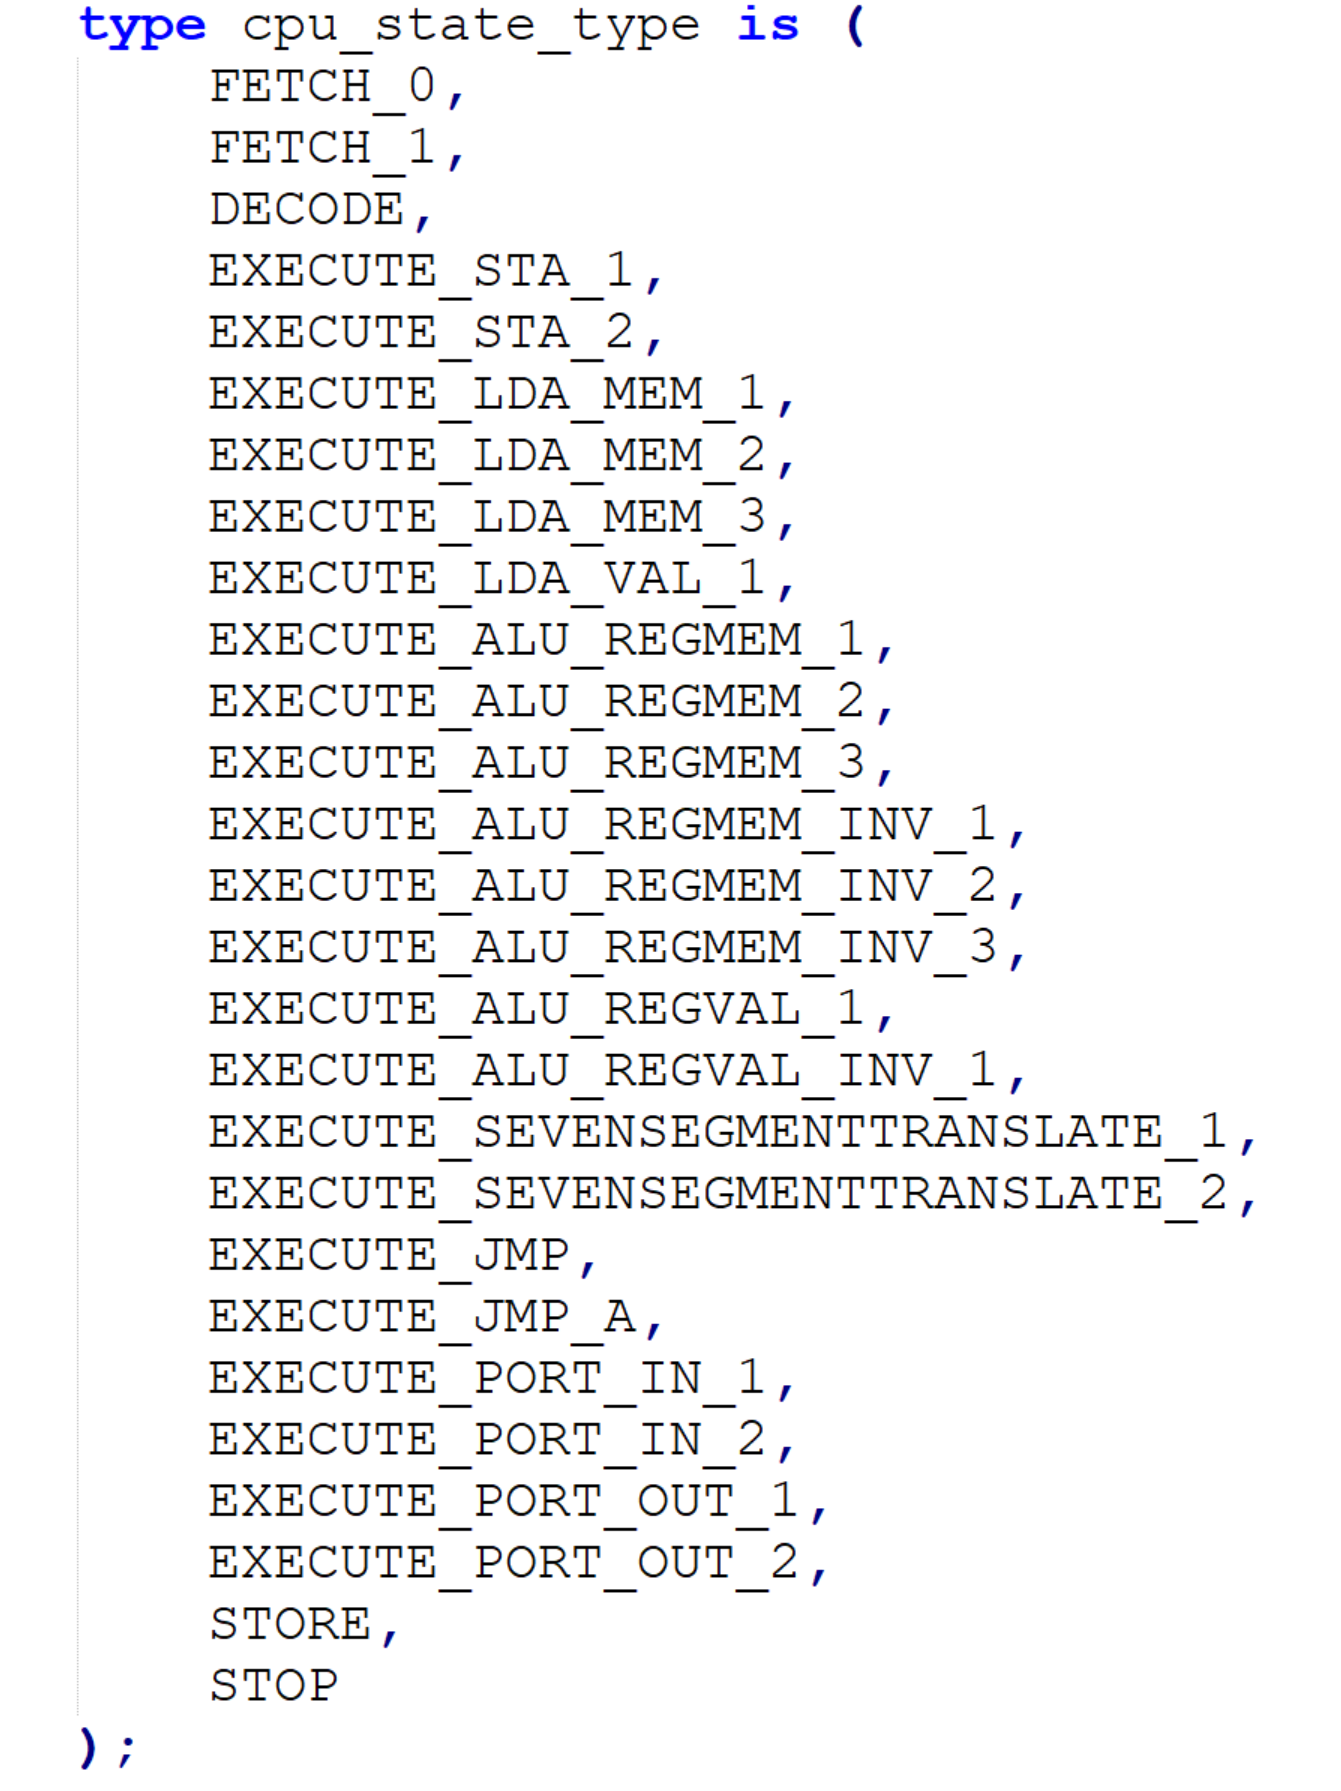 type cpu_state_type is (
FETCH_0,
FETCH_1,
DECODE,
EXECUTE_STA_1,
EXECUTE_STA_2,
EXECUTE_LDA_MEM_1,
EXECUTE_LDA_MEM_2,
EXECUTE_LDA_MEM_3,
EXECUTE_LDA_VAL_1,
EXECUTE_ALU_REGMEM_1,
EXECUTE_ALU_REGMEM_2,
EXECUTE_ALU_REGMEM_3,
EXECUTE_ALU_REGMEM_INV_1,
EXECUTE_ALU_REGMEM_INV_2,
EXECUTE_ALU_REGMEM_INV_3,
EXECUTE_ALU_REGVAL_1,
EXECUTE_ALU_REGVAL_INV_1,
EXECUTE_SEVENSEGMENTTRANSLATE_1,
EXECUTE_SEVENSEGMENTTRANSLATE_2,
EXECUTE_JMP,
EXECUTE_JMP_A,
EXECUTE_PORT_IN_1,
EXECUTE_PORT_IN_2,
EXECUTE_PORT_OUT_1,
EXECUTE_PORT_OUT_2,
STORE,
STOP
);